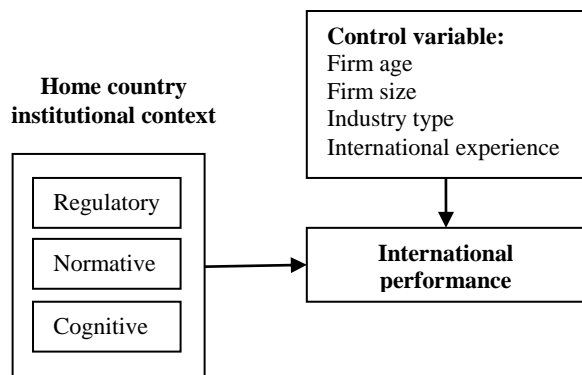 Home country
institutional context
Regulatory
Normative
Cognitive
Control variable:
Firm age
Firm size
Industry type
International experience
International
performance